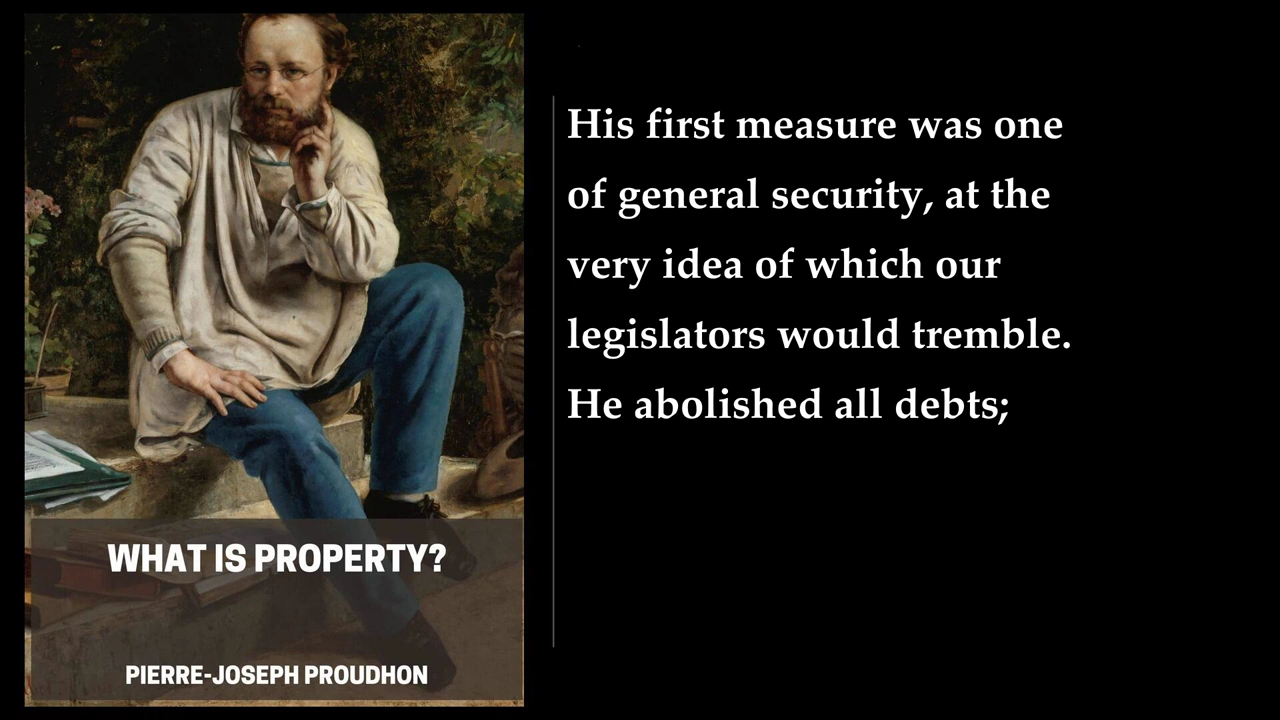 His first measure was one
of general security, at the
very idea of which our
legislators would tremble.
He abolished all debts;
WHAT IS PROPERTY?
PIERRE-JOSEPH PROUDHON